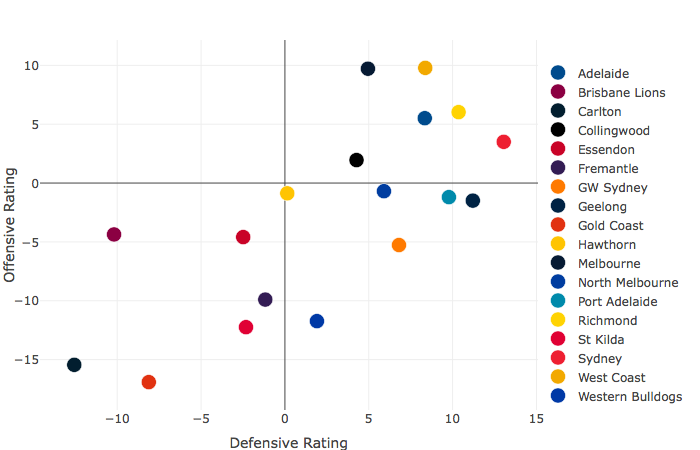 10
5
0
−5
−10
−15
Offensive Rating
−10
−5
0
5
10
15
Defensive Rating
Adelaide
Brisbane Lions
Carlton
Collingwood
Essendon
Fremantle
GW Sydney
Geelong
Gold Coast
Hawthorn
Melbourne
North Melbourne
Port Adelaide
Richmond
St Kilda
Sydney
West Coast
Western Bulldogs